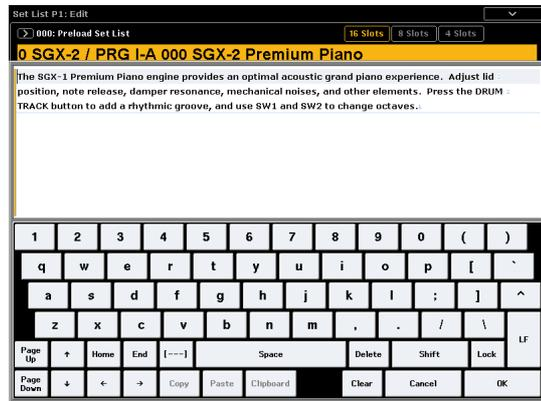 Set List P1: Edit
000: Preload Set List
16 Slots 8 Slots 4 Slots
0 SGX-2 / PRG I-A 000 SGX-2 Premium Piano
The SGX-1 Premium Piano engine provides an optimal acoustic grand piano experience. Adjust lid
position, note release, damper resonance, mechanical noises, and other elements. Press the DRUM
TRACK button to add a rhythmic groove, and use SW1 and SW2 to change octaves.
1 2 3 4 5 6 7 8 9 0 ( )
q w e r t y u i o p [ `
a s d f g h j k l ; ] ^
z x c v b n m , . / \ LF
Page Up ↑ Home End [---] Space Delete Shift Lock
Page Down ↓ ← → Copy Paste Clipboard Clear Cancel OK